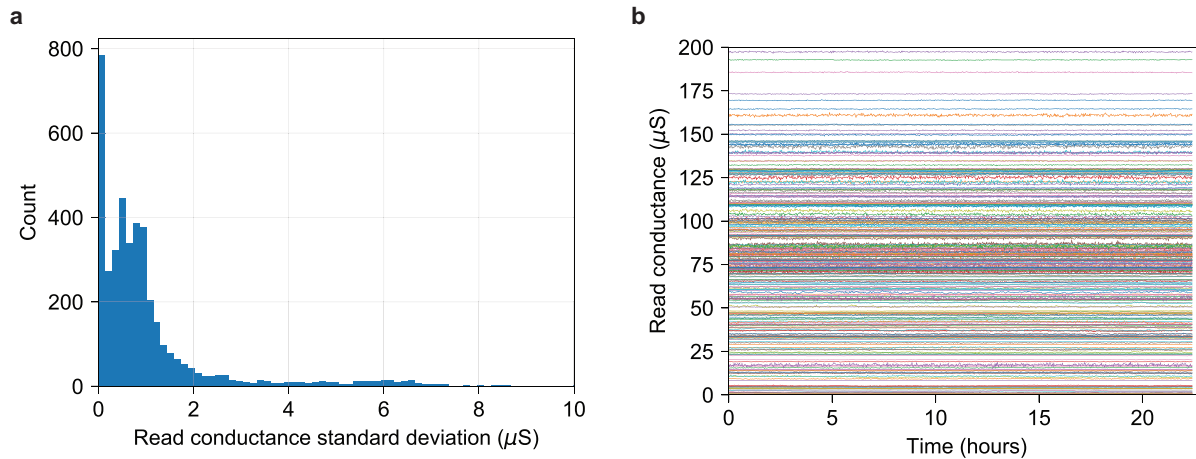 a
800
600
400
200
0
Count
0 2 4 6 8 10
Read conductance standard deviation (μS)
b
200
175
150
125
100
75
50
25
0
Read conductance (μS)
0 5 10 15 20
Time (hours)